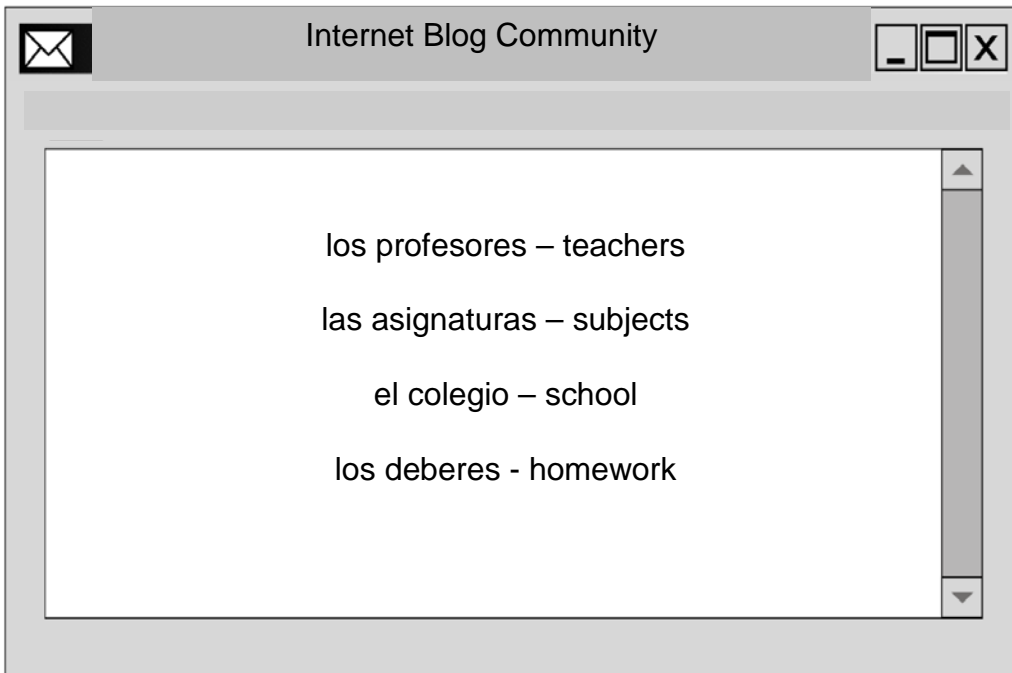 Internet Blog Community
X
los profesores – teachers
las asignaturas – subjects
el colegio – school
los deberes - homework